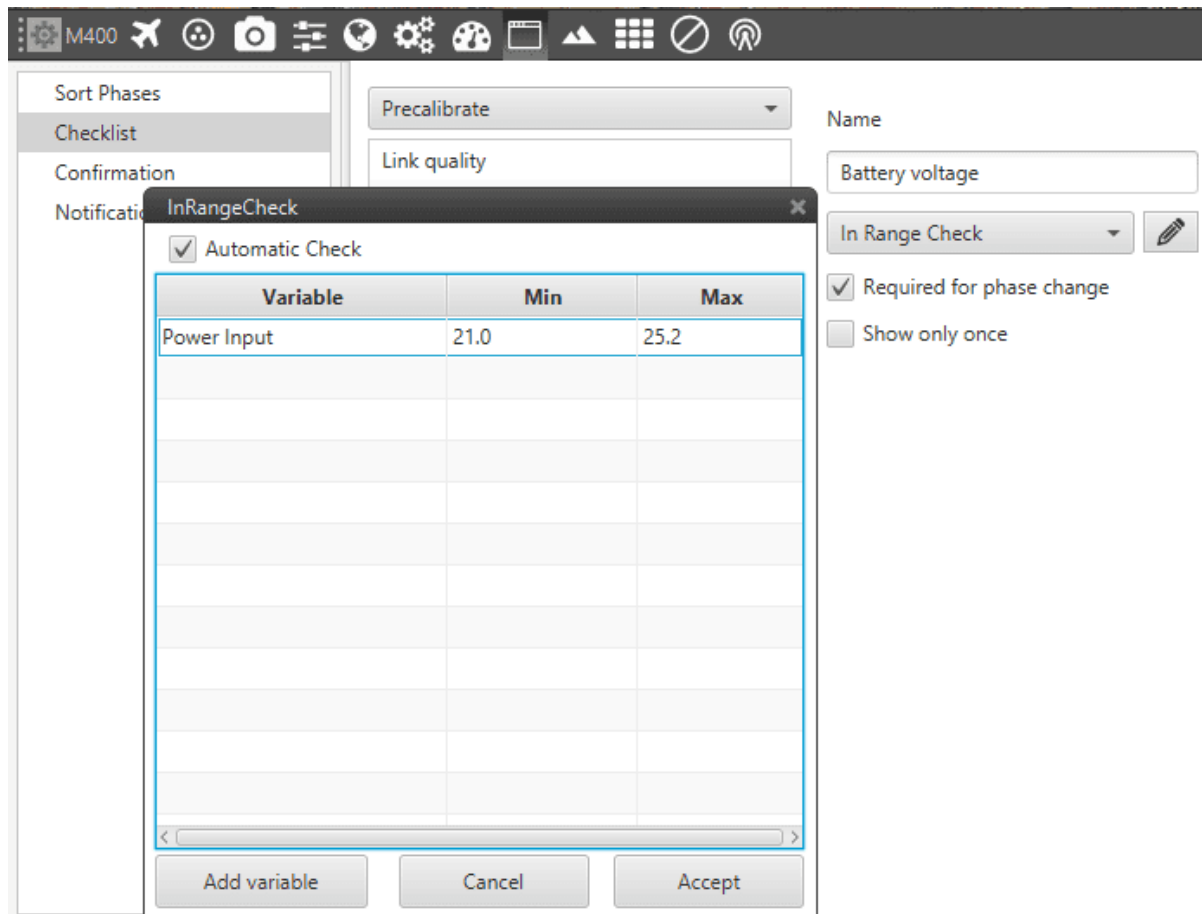 M400
Sort Phases
Checklist
Confirmation
Precalibrate
Link quality
Name
Battery voltage
In Range Check
Required for phase change
Show only once
InRangeCheck
Automatic Check
Variable Min Max
Power Input 21.0 25.2
Add variable Cancel Accept